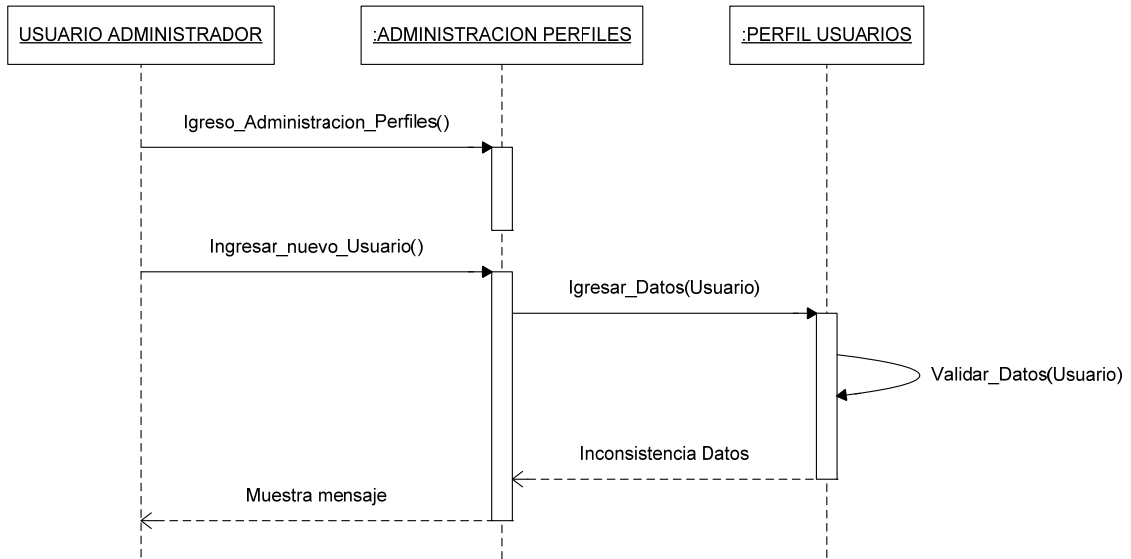 USUARIO ADMINISTRADOR
:ADMINISTRACION PERFILES
:PERFIL USUARIOS
Igreso_Administracion_Perfiles()
Ingresar_nuevo_Usuario()
Igresar_Datos(Usuario)
Validar_Datos(Usuario)
Inconsistencia Datos
Muestra mensaje